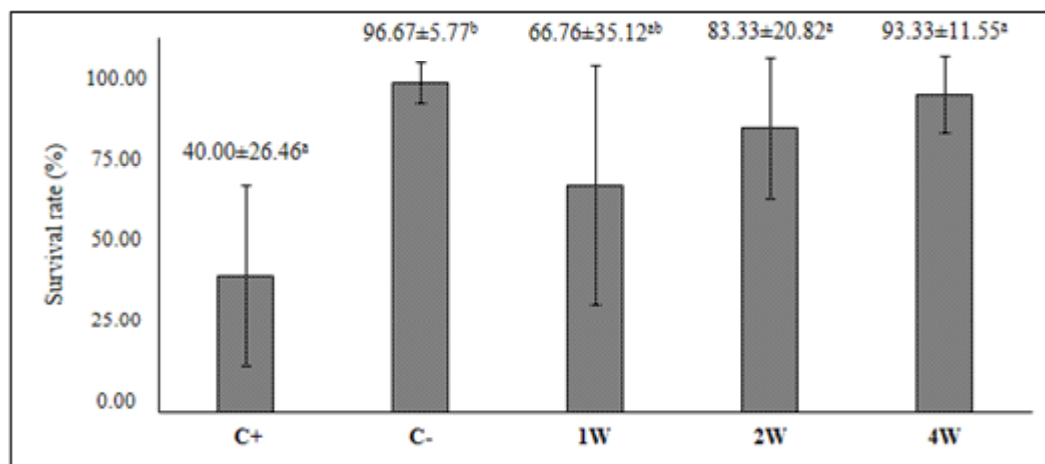 96.67±5.77ᵇ 66.76±35.12ᵃᵇ 83.33±20.82ᵃ 93.33±11.55ᵃ
100.00
40.00±26.46ᵃ
75.00
50.00
25.00
0.00
Survival rate (%)
C+ C- 1W 2W 4W